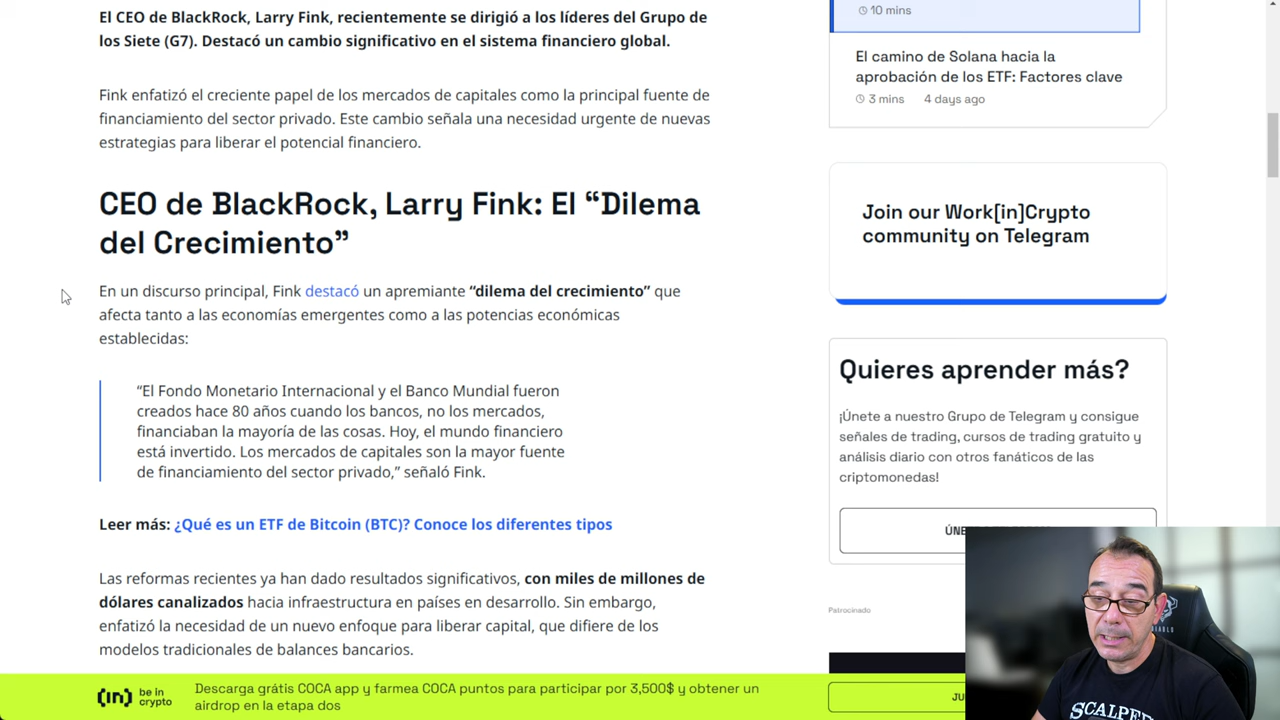 El CEO de BlackRock, Larry Fink, recientemente se dirigió a los líderes del Grupo de
los Siete (G7). Destacó un cambio significativo en el sistema financiero global.
Fink enfatizó el creciente papel de los mercados de capitales como la principal fuente de
financiamiento del sector privado. Este cambio señala una necesidad urgente de nuevas
estrategias para liberar el potencial financiero.
CEO de BlackRock, Larry Fink: El “Dilema
del Crecimiento”
En un discurso principal, Fink destacó un apremiante “dilema del crecimiento” que
afecta tanto a las economías emergentes como a las potencias económicas
establecidas:
“El Fondo Monetario Internacional y el Banco Mundial fueron
creados hace 80 años cuando los bancos, no los mercados,
financiaban la mayoría de las cosas. Hoy, el mundo financiero
está invertido. Los mercados de capitales son la mayor fuente
de financiamiento del sector privado,” señaló Fink.
Leer más: ¿Qué es un ETF de Bitcoin (BTC)? Conoce los diferentes tipos
Las reformas recientes ya han dado resultados significativos, con miles de millones de
dólares canalizados hacia infraestructura en países en desarrollo. Sin embargo,
enfatizó la necesidad de un nuevo enfoque para liberar capital, que difiere de los
modelos tradicionales de balances bancarios.
10 mins
El camino de Solana hacia la
aprobación de los ETF: Factores clave
3 mins 4 days ago
Join our Work[in]Crypto
community on Telegram
Quieres aprender más?
¡Únete a nuestro Grupo de Telegram y consigue
señales de trading, cursos de trading gratuito y
análisis diario con otros fanáticos de las
criptomonedas!
Patrocinado
(in) be in
crypto
Descarga grátis COCA app y farmea COCA puntos para participar por 3,500$ y obtener un
airdrop en la etapa dos